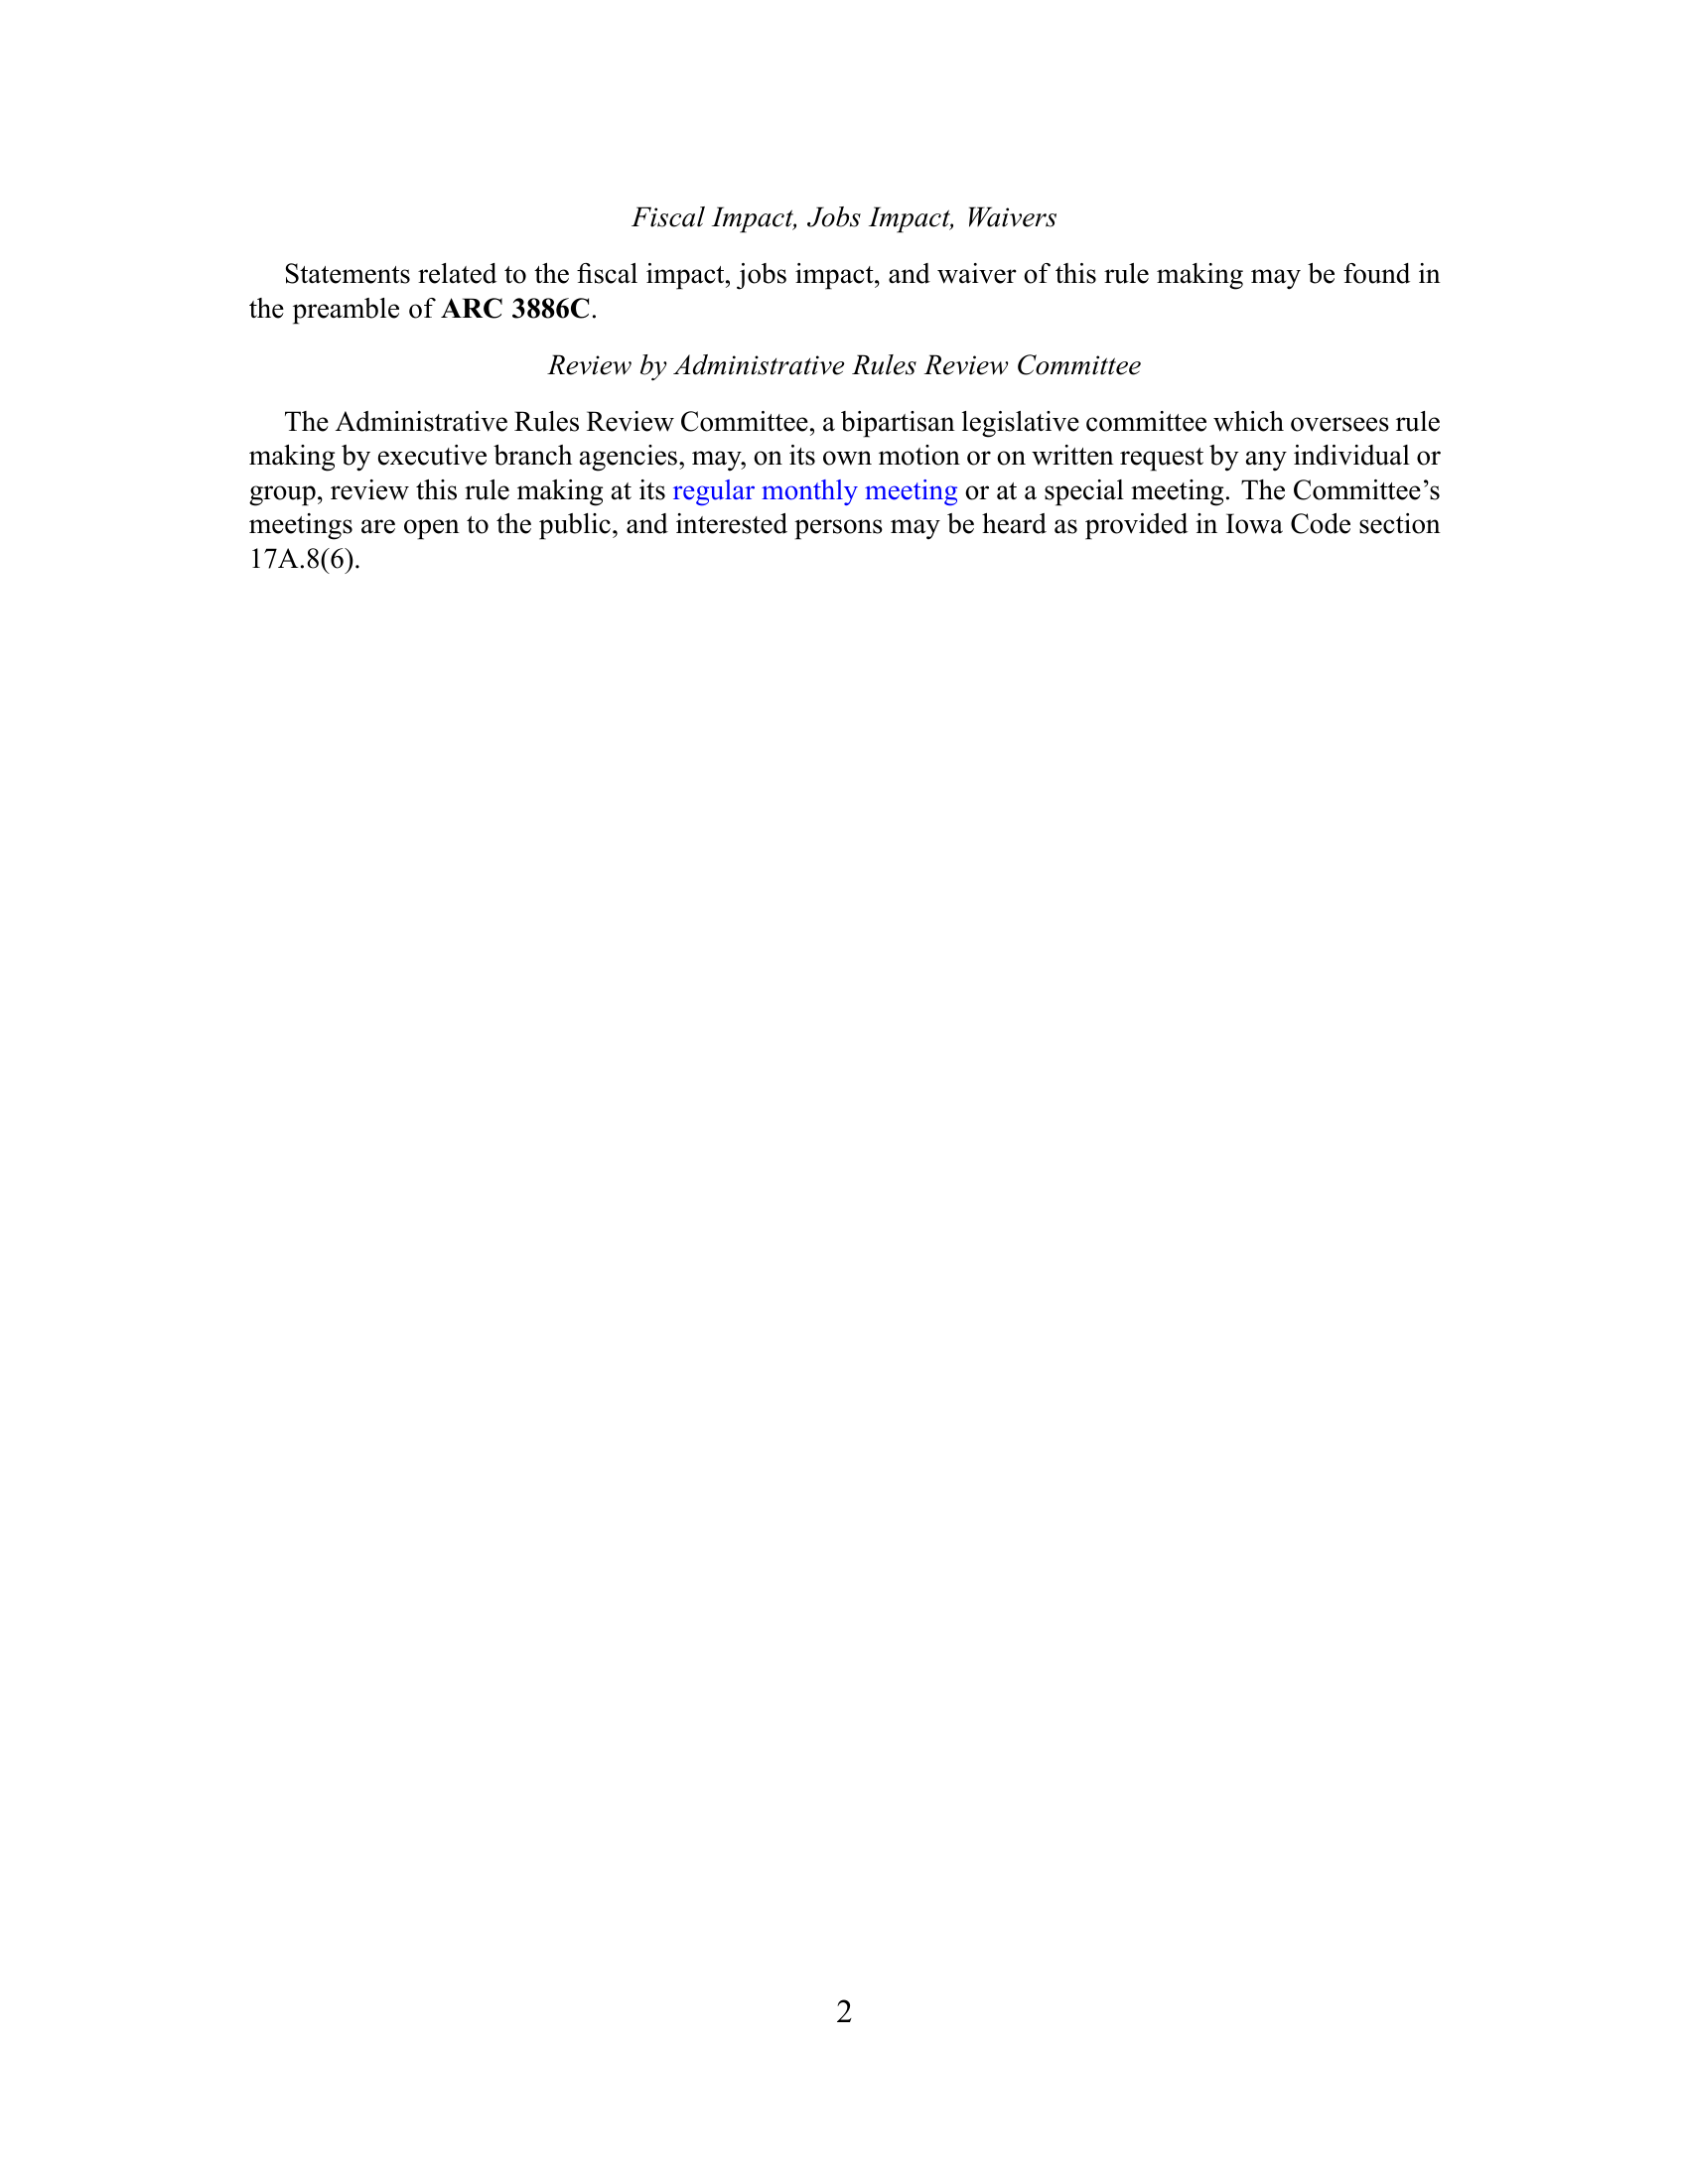 Fiscal Impact, Jobs Impact, Waivers
Statements related to the fiscal impact, jobs impact, and waiver of this rule making may be found in
the preamble of ARC 3886C.
Review by Administrative Rules Review Committee
The Administrative Rules Review Committee, a bipartisan legislative committee which oversees rule
making by executive branch agencies, may, on its own motion or on written request by any individual or
group, review this rule making at its regular monthly meeting or at a special meeting. The Committee’s
meetings are open to the public, and interested persons may be heard as provided in Iowa Code section
17A.8(6).
2